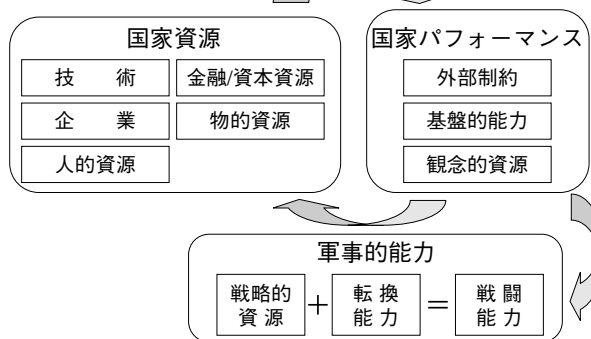 国家資源
技 術
金融/資本資源
企 業
物的資源
人的資源
国家パフォーマンス
外部制約
基盤的能力
観念的資源
軍事的能力
戦略的
資 源
+
転 換
能 力
=
戦 闘
能 力